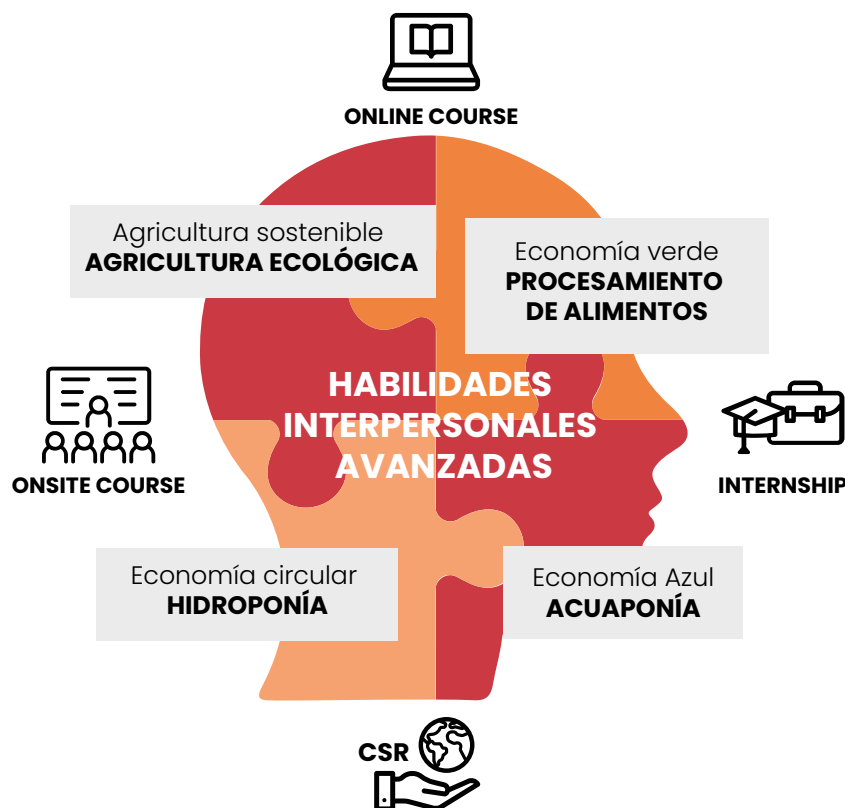 ONLINE COURSE
Agricultura sostenible
AGRICULTURA ECOLÓGICA
Economía verde
PROCESAMIENTO
DE ALIMENTOS
HABILIDADES
INTERPERSONALES
AVANZADAS
ONSITE COURSE
INTERNSHIP
Economía circular
HIDROPONÍA
Economía Azul
ACUAPONÍA
CSR